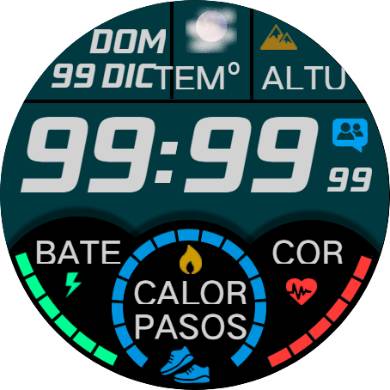 DOM
99 DIC
TEMº
ALTU
99:99
99
BATE
CALOR
PASOS
COR